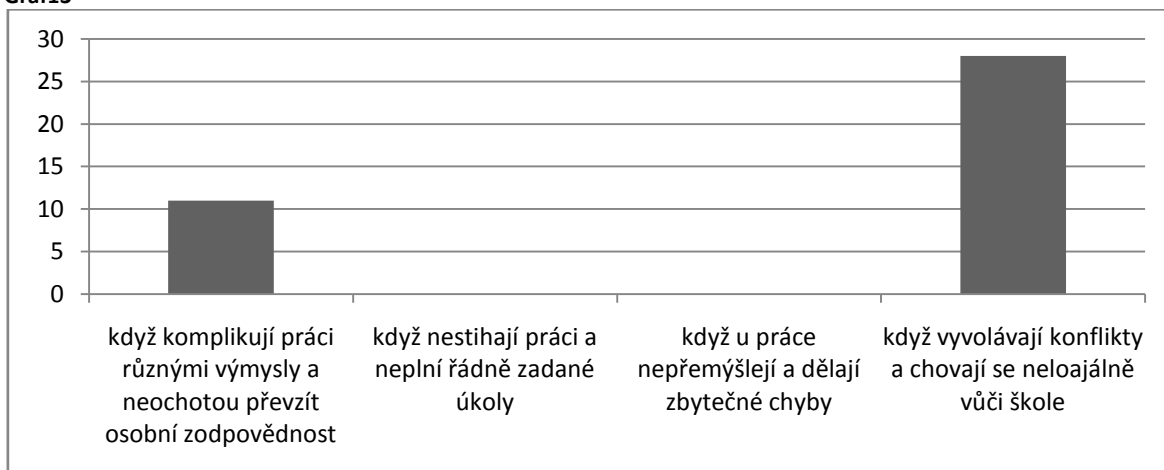 30
25
20
15
10
5
0
když komplikují práci
různými výmysly a
neochotou převzít
osobní zodpovědnost
když nestihají práci a
neplní řádně zadané
úkoly
když u práce
nepřemýšlejí a dělají
zbytečné chyby
když vyvolávají konflikty
a chovají se neloajálně
vůči škole